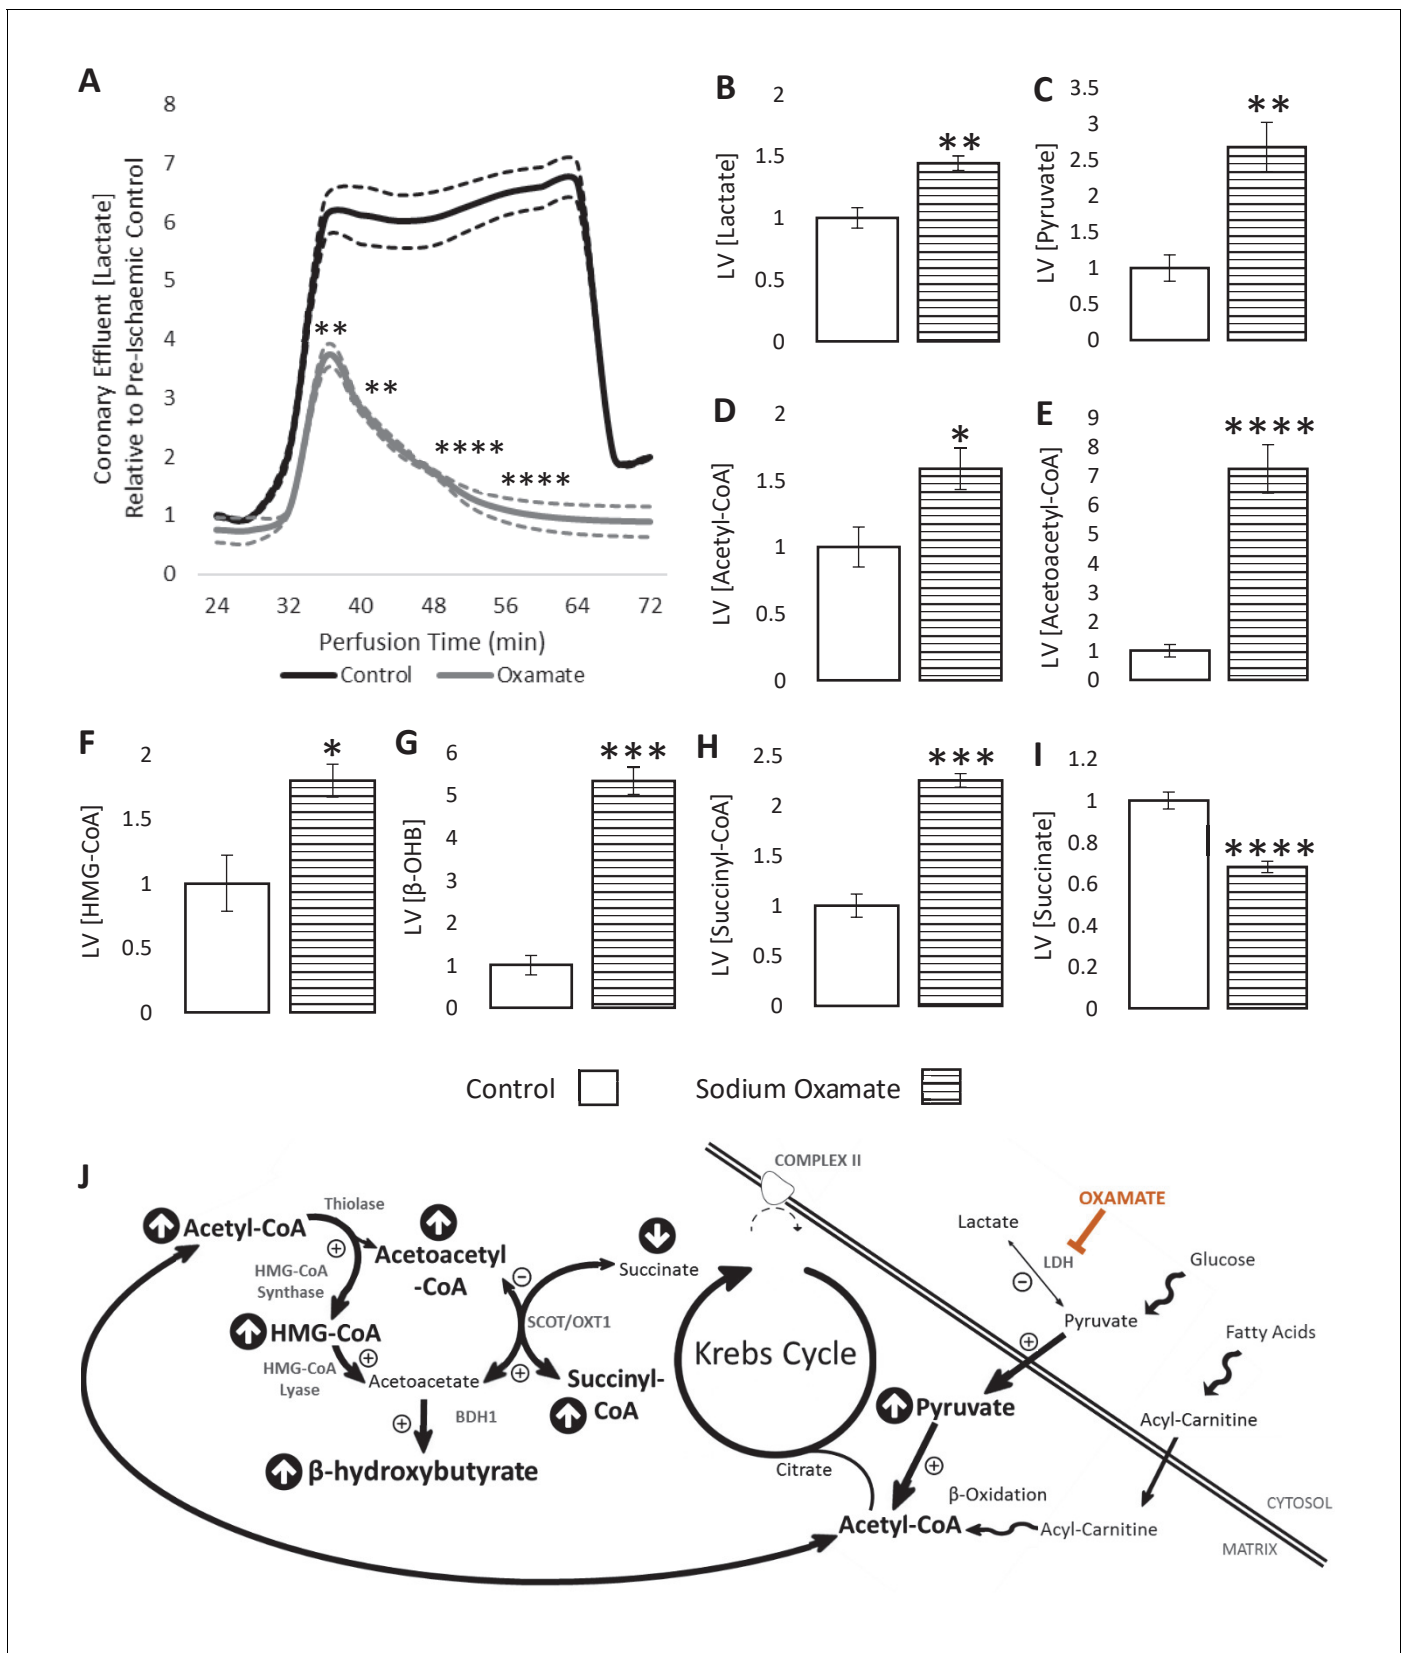 A
Coronary Effluent [Lactate]
Relative to Pre-Ischaemic Control
8
7
6
5
4
3
2
1
0
**
**
****
****
24 32 40 48 56 64 72
Perfusion Time (min)
Control Oxamate
B
LV [Lactate]
2
1.5
1
0.5
0
**
C
LV [Pyruvate]
3.5
3
2.5
2
1.5
1
0.5
0
**
D
LV [Acetyl-CoA]
2
1.5
1
0.5
0
*
E
LV [Acetoacetyl-CoA]
9
8
7
6
5
4
3
2
1
0
****
F
LV [HMG-CoA]
2
1.5
1
0.5
0
*
G
LV [β-OHB]
6
5
4
3
2
1
0
***
H
LV [Succinyl-CoA]
2.5
2
1.5
1
0.5
0
***
I
LV [Succinate]
1.2
1
0.8
0.6
0.4
0.2
0
****
Control Sodium Oxamate
J
COMPLEX II
OXAMATE
Thiolase
Lactate
Acetyl-CoA
Acetoacetyl
-CoA
LDH
Glucose
HMG-CoA
Synthase
Succinate
SCOT/OXT1
Pyruvate
Fatty Acids
HMG-CoA
Krebs Cycle
HMG-CoA
Lyase
Acetoacetate
Succinyl-
CoA
Pyruvate
Acyl-Carnitine
BDH1
β-hydroxybutyrate
Citrate
β-Oxidation
CYTOSOL
Acetyl-CoA
Acyl-Carnitine
MATRIX